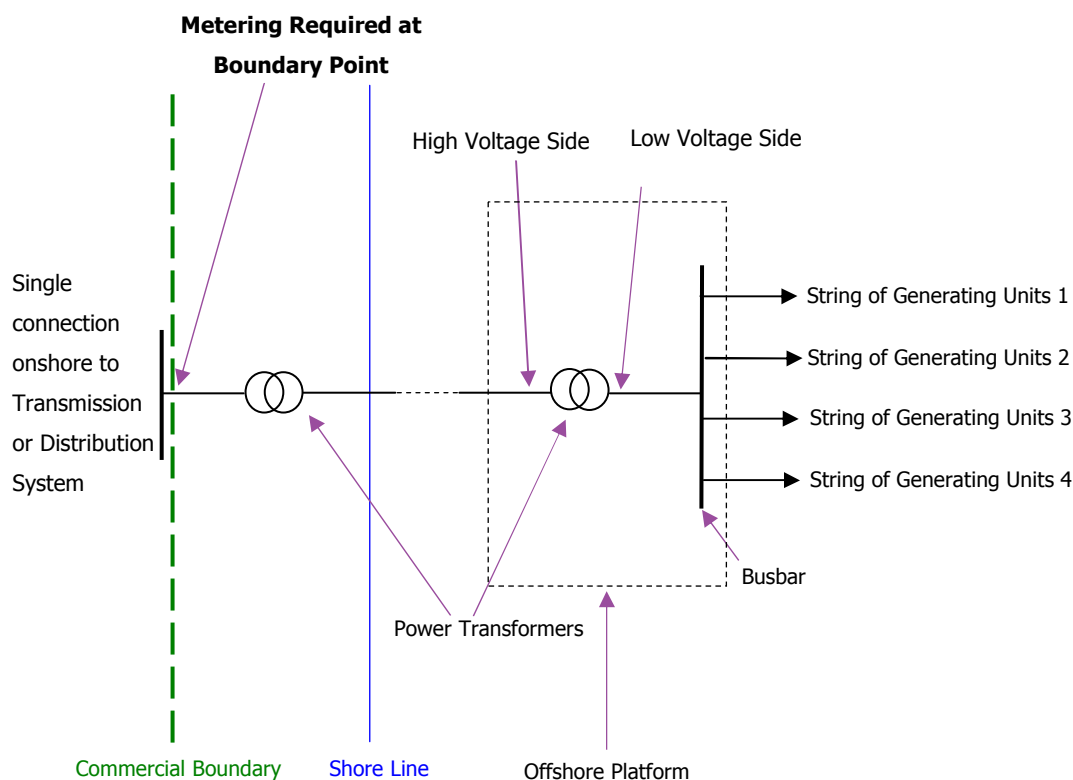 Metering Required at
Boundary Point
High Voltage Side
Low Voltage Side
Single
connection
onshore to
Transmission
or Distribution
System
String of Generating Units 1
String of Generating Units 2
String of Generating Units 3
String of Generating Units 4
Busbar
Power Transformers
Commercial Boundary
Shore Line
Offshore Platform